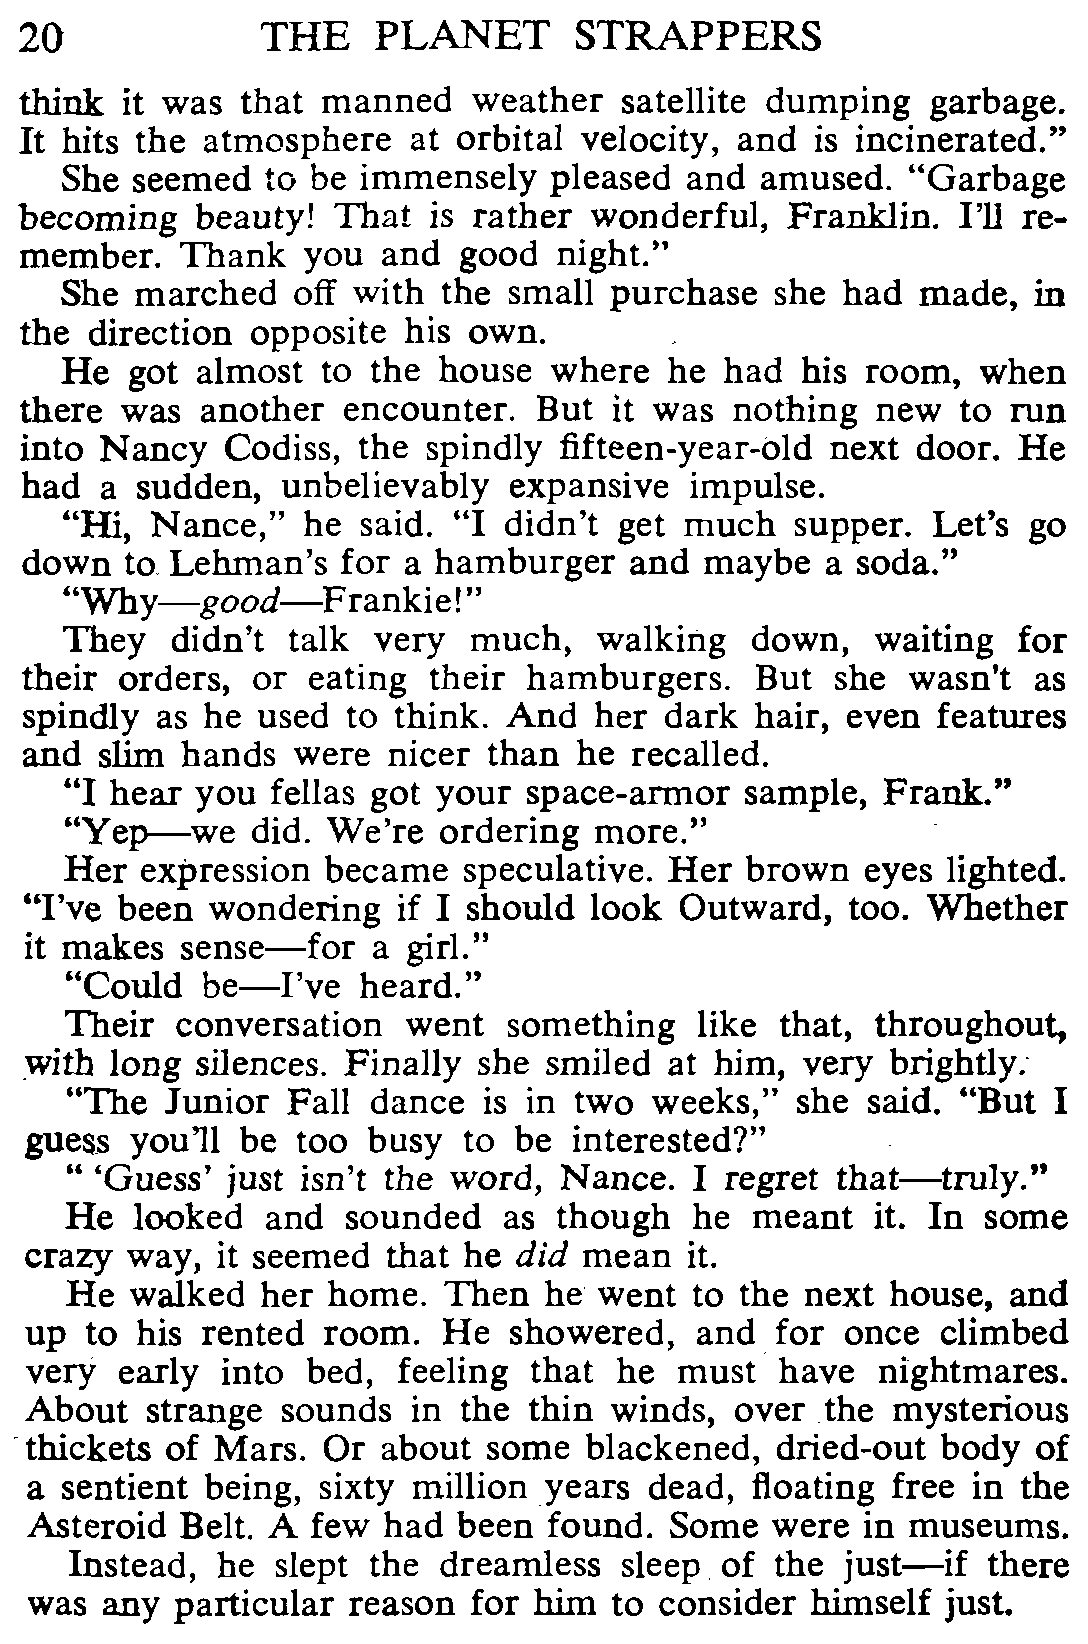 20 THE PLANET STRAPPERS
think it was that manned weather satellite dumping garbage.
It hits the atmosphere at orbital velocity, and is incinerated.”
She seemed to be immensely pleased and amused. “Garbage
becoming beauty! That is rather wonderful, Franklin. I’ll re-
member. Thank you and good night.”
She marched off with the small purchase she had made, in
the direction opposite his own.
He got almost to the house where he had his room, when
there was another encounter. But it was nothing new to run
into Nancy Codiss, the spindly fifteen-year-old next door. He
had a sudden, unbelievably expansive impulse.
“Hi, Nance,” he said. “I didn’t get much supper. Let’s go
down to Lehman’s for a hamburger and maybe a soda.”
“Why—good—Frankie!”
They didn’t talk very much, walking down, waiting for
their orders, or eating their hamburgers. But she wasn’t as
spindly as he used to think. And her dark hair, even features
and slim hands were nicer than he recalled.
“I hear you fellas got your space-armor sample, Frank.”
“Yep—we did. We’re ordering more.”
Her expression became speculative. Her brown eyes lighted.
“I’ve been wondering if I should look Outward, too. Whether
it makes sense—for a girl.”
“Could be—I’ve heard.”
Their conversation went something like that, throughout,
with long silences. Finally she smiled at him, very brightly.
“The Junior Fall dance is in two weeks,” she said. “But I
guess you’ll be too busy to be interested?”
“ ‘Guess’ just isn’t the word, Nance. I regret that—truly.”
He looked and sounded as though he meant it. In some
crazy way, it seemed that he did mean it.
He walked her home. Then he went to the next house, and
up to his rented room. He showered, and for once climbed
very early into bed, feeling that he must have nightmares.
About strange sounds in the thin winds, over the mysterious
thickets of Mars. Or about some blackened, dried-out body of
a sentient being, sixty million years dead, floating free in the
Asteroid Belt. A few had been found. Some were in museums.
Instead, he slept the dreamless sleep of the just—if there
was any particular reason for him to consider himself just.